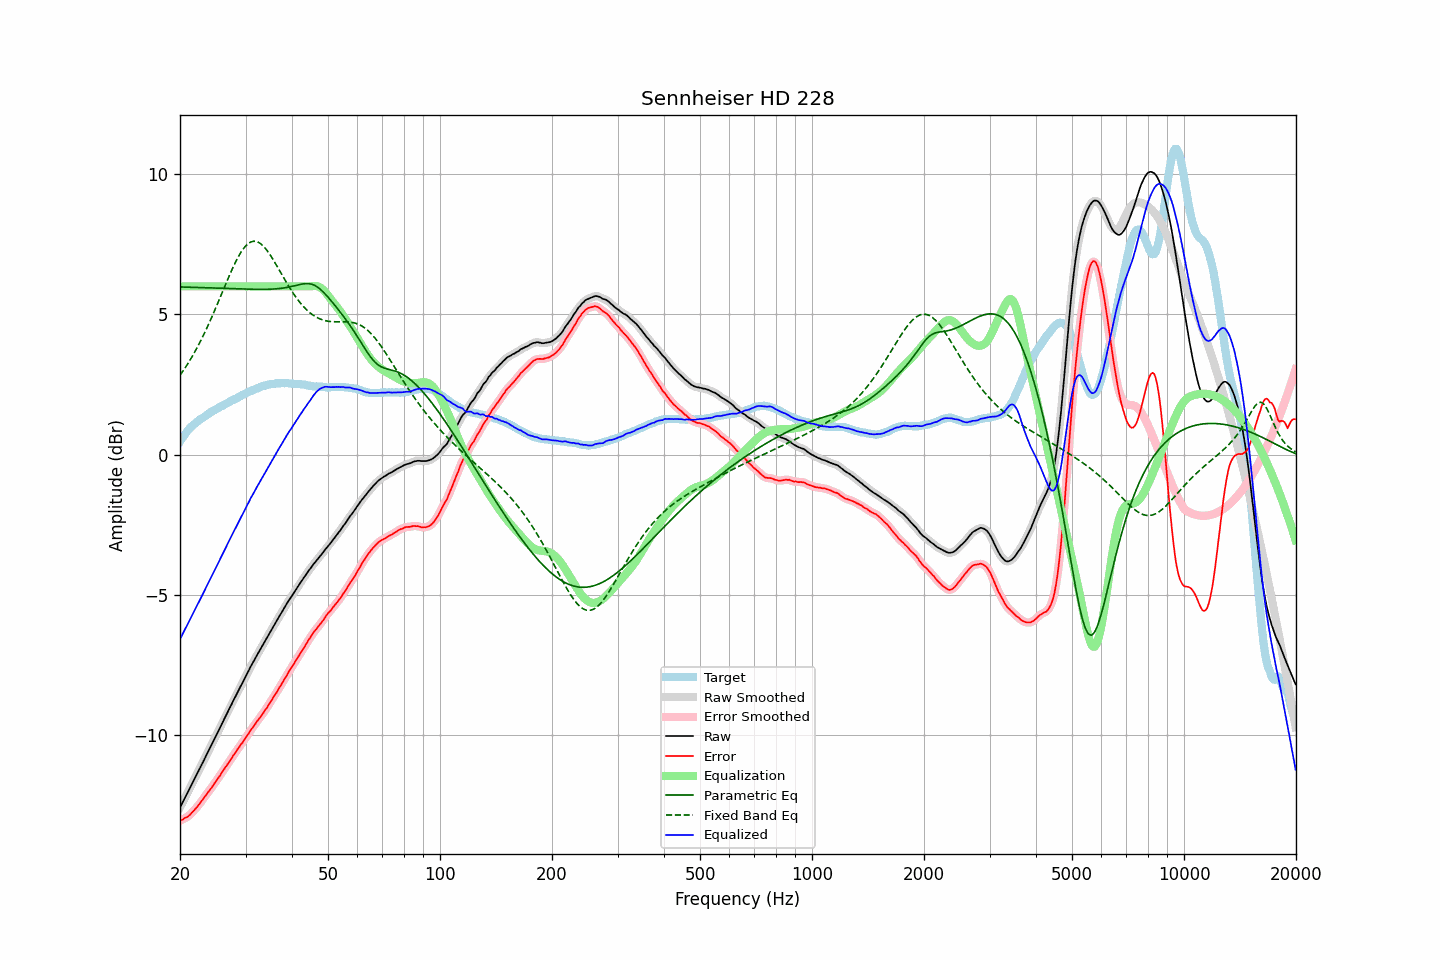 Sennheiser HD 228
Amplitude (dBr)
10
5
0
−5
−10
Target
Raw Smoothed
Error Smoothed
Raw
Error
Equalization
Parametric Eq
Fixed Band Eq
Equalized
20 50 100 200 500 1000 2000 5000 10000 20000
Frequency (Hz)